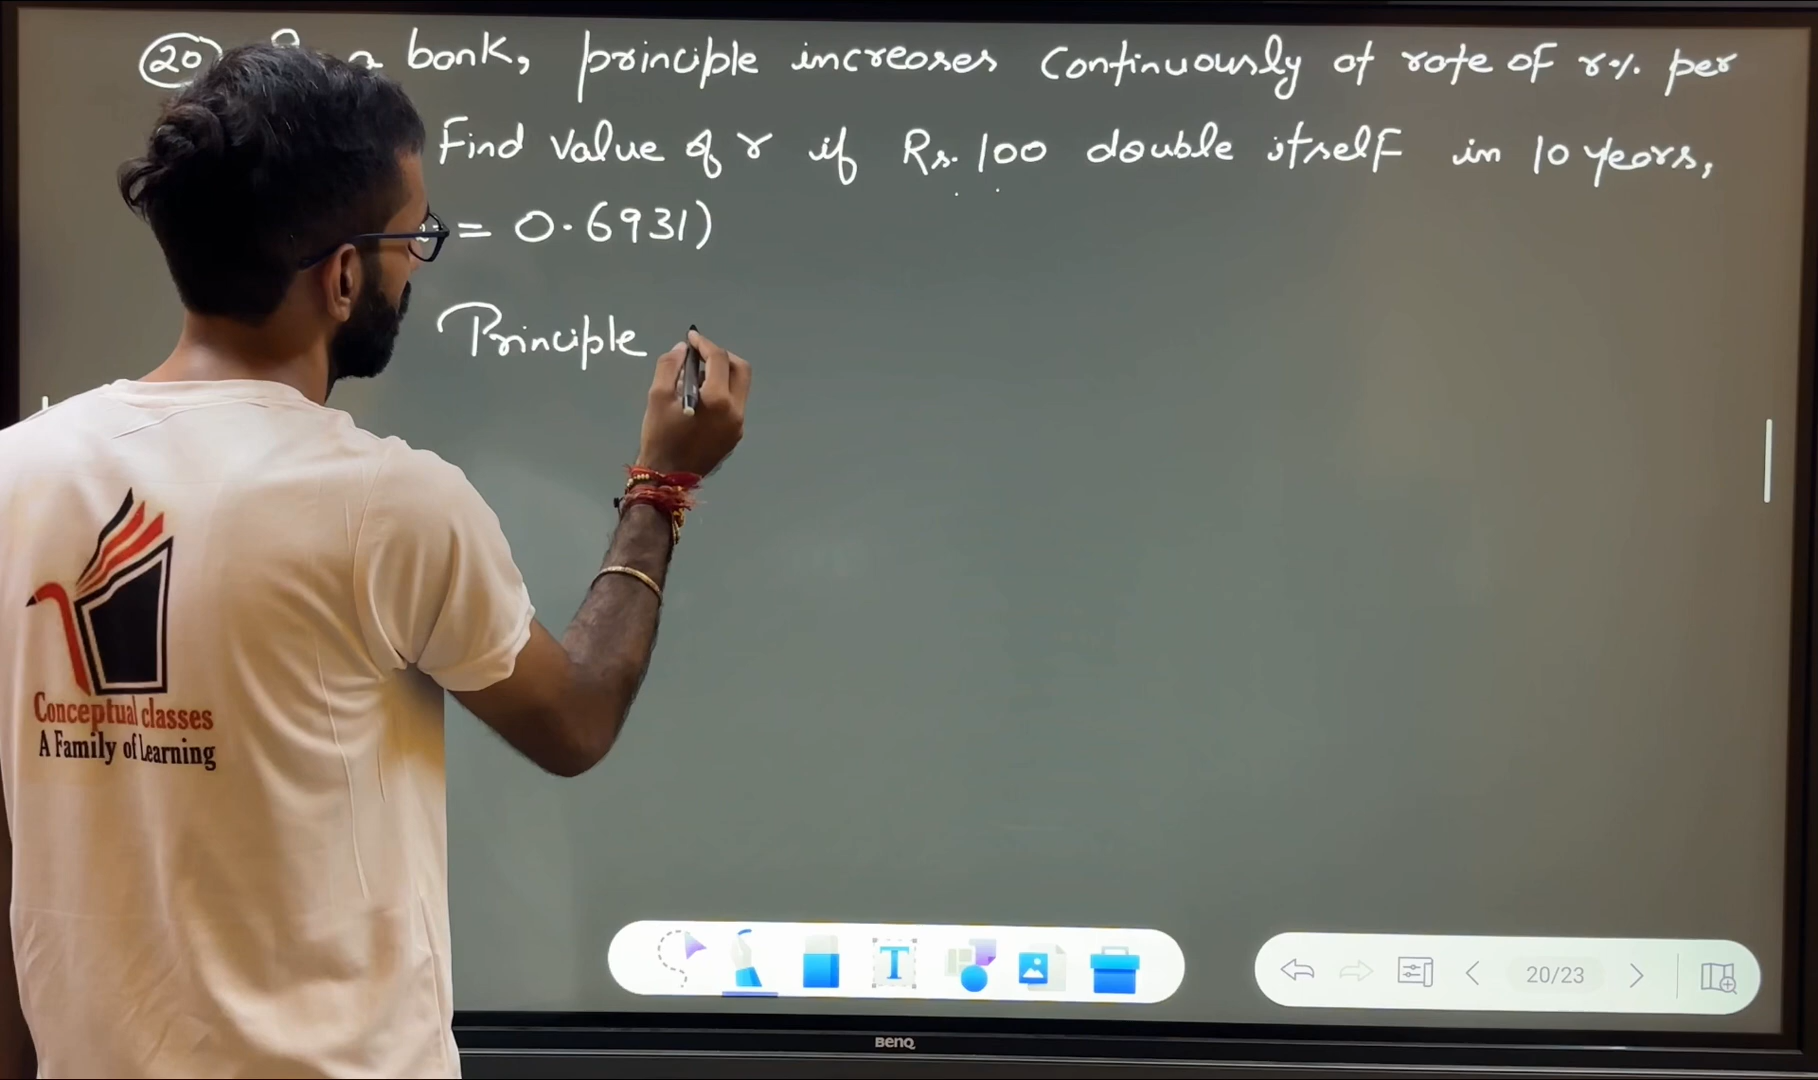 20 a bank, principle increases continuously at rate of r% per
Find value of r if Rs. 100 double itself in 10 years,
= 0.6931)
Principle
Conceptual classes
A Family of Learning
T
20/23
BenQ